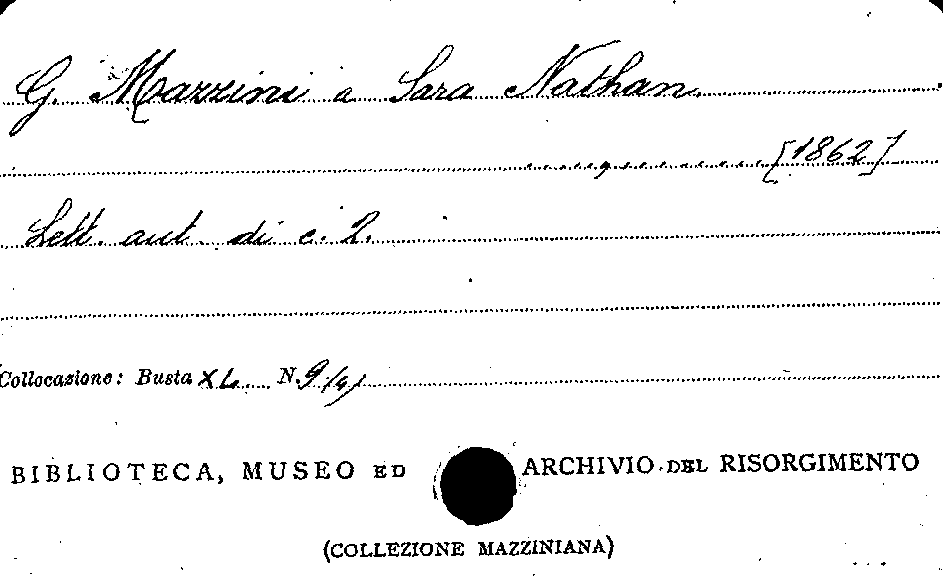 G. Mazzini a Sara Nathan.
[1862]
Lett. aut. di c. 2.
Collocazione: Busta XL. N. 9/9)
BIBLIOTECA, MUSEO ED ARCHIVIO DEL RISORGIMENTO
(COLLEZIONE MAZZINIANA)